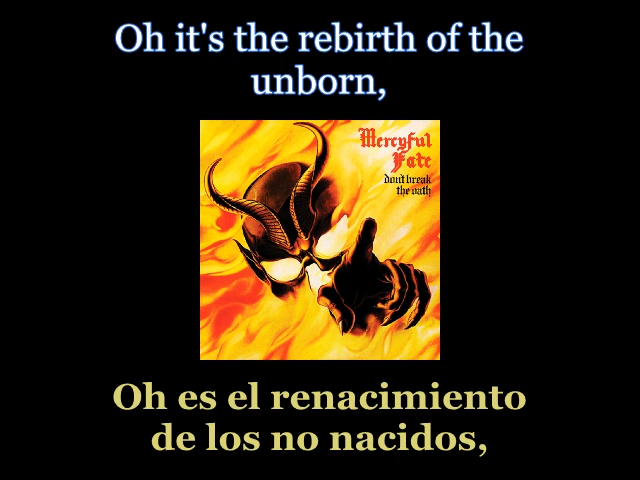 Oh it's the rebirth of the
unborn,
Mercyful
Fate
don't break
the oath
Oh es el renacimiento
de los no nacidos,